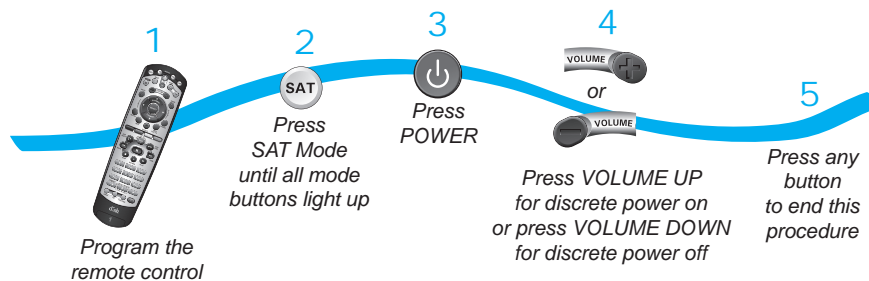 1
Program the
remote control
2
SAT
Press
SAT Mode
until all mode
buttons light up
3
Press
POWER
4
VOLUME
or
VOLUME
Press VOLUME UP
for discrete power on
or press VOLUME DOWN
for discrete power off
5
Press any
button
to end this
procedure